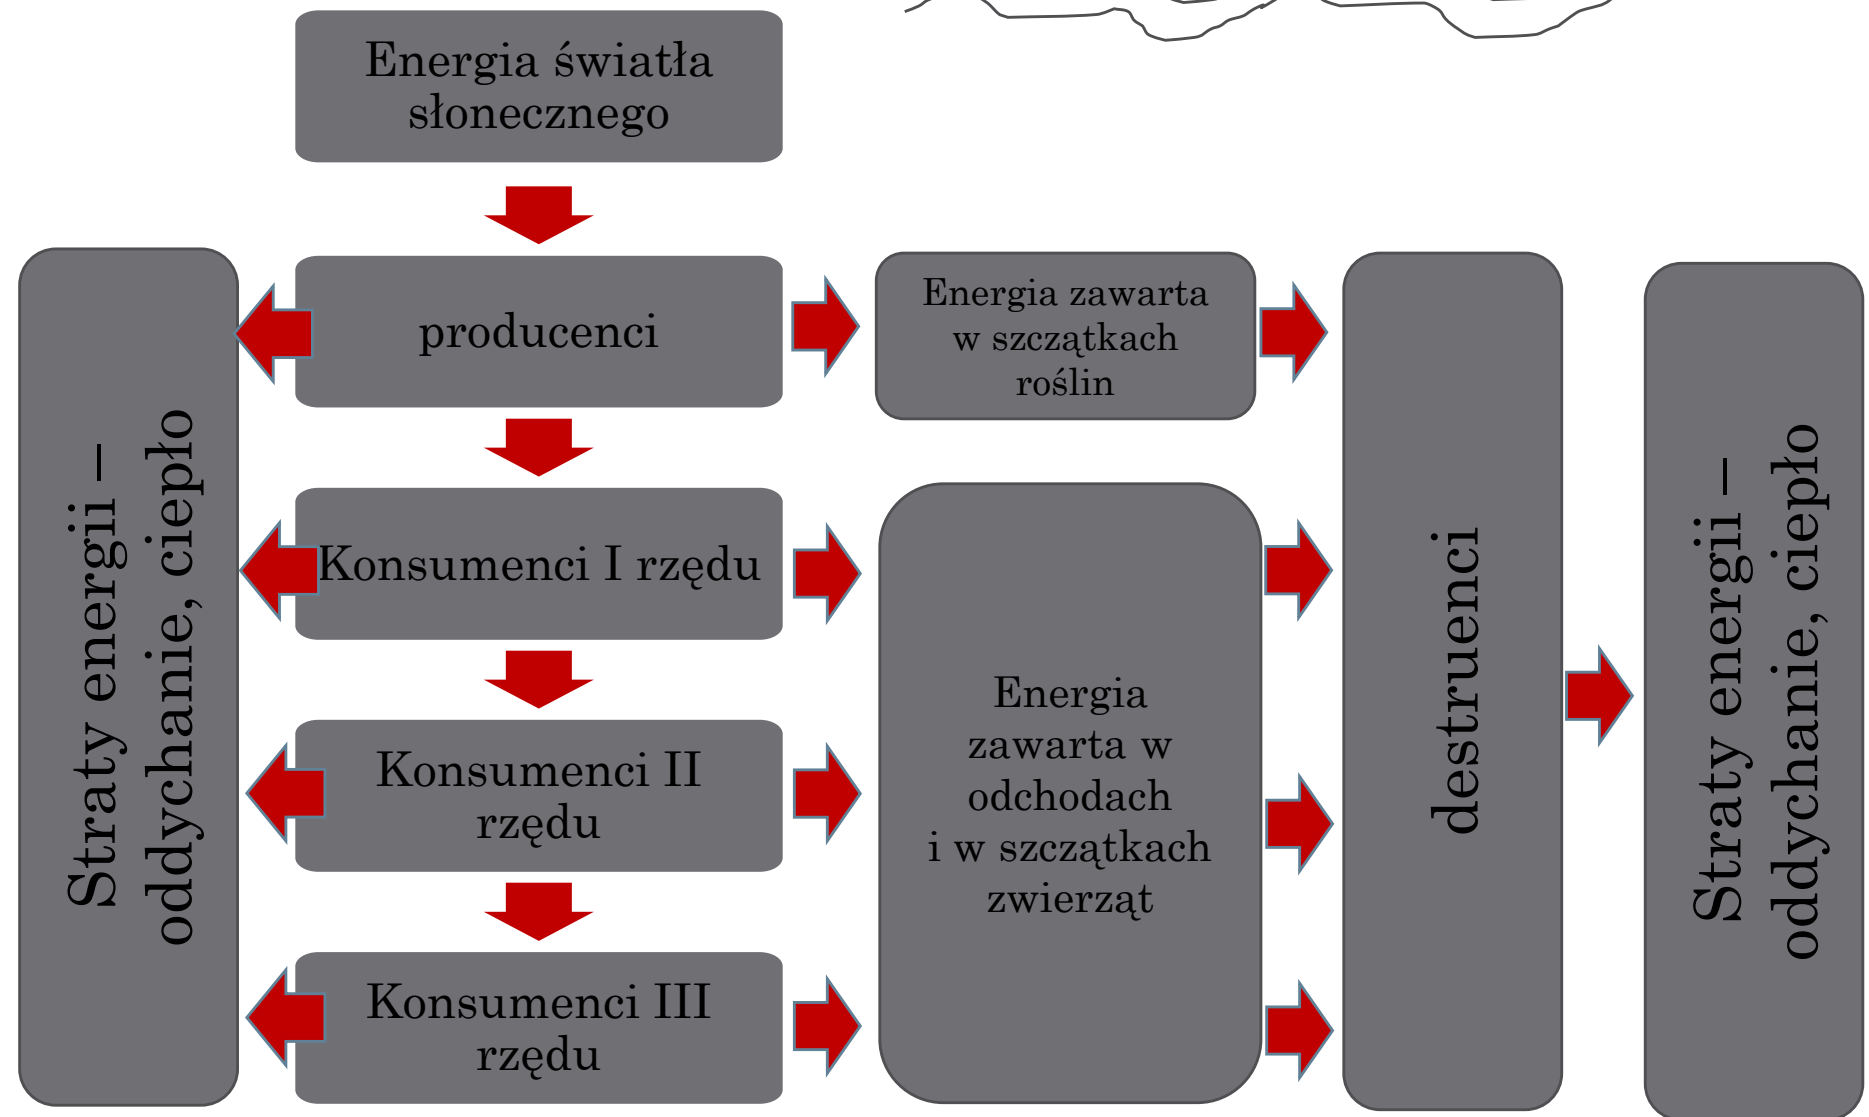 Energia światła
słonecznego
Straty energii –
oddychanie, ciepło
producenci
Energia zawarta
w szczątkach
roślin
Konsumenci I rzędu
Konsumenci II
rzędu
Konsumenci III
rzędu
Energia
zawarta w
odchodach
i w szczątkach
zwierząt
destruenci
Straty energii –
oddychanie, ciepło